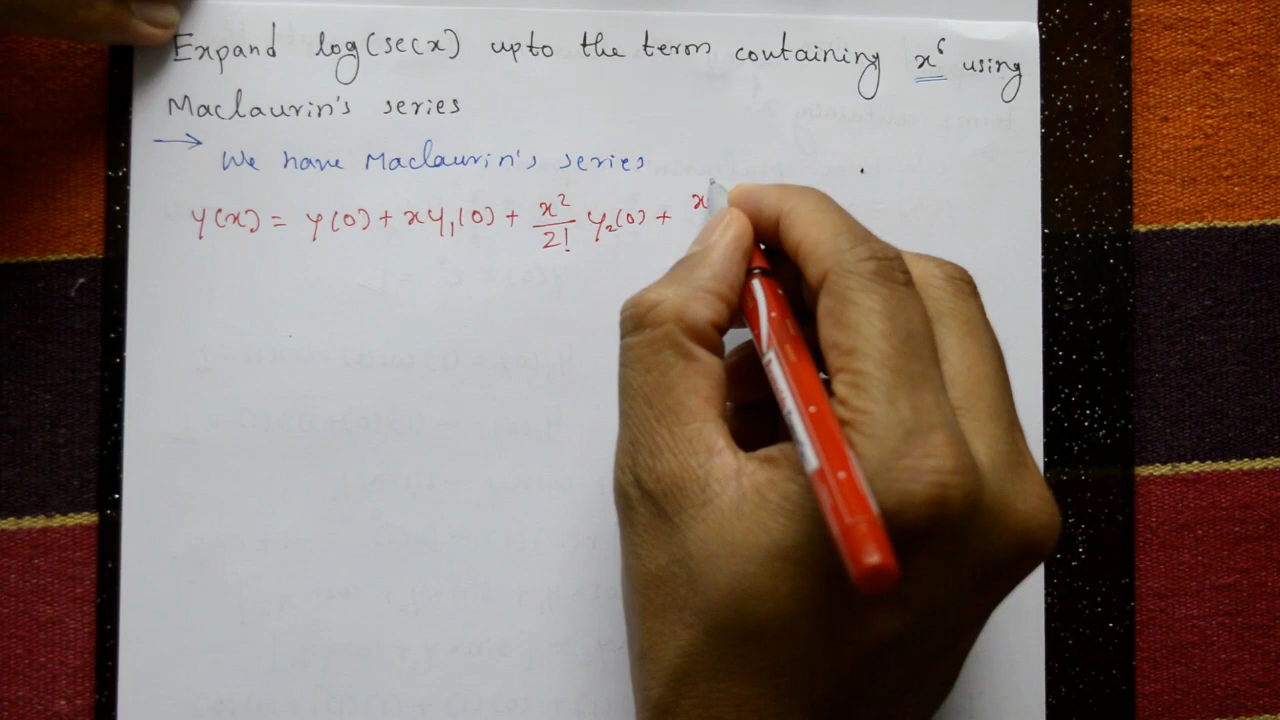 Expand log(secx) upto the term containing x⁶ using
Maclaurin's series
→ We have Maclaurin's series
y(x) = y(0) + xy₁(0) + x²/2! y₂(0) + x